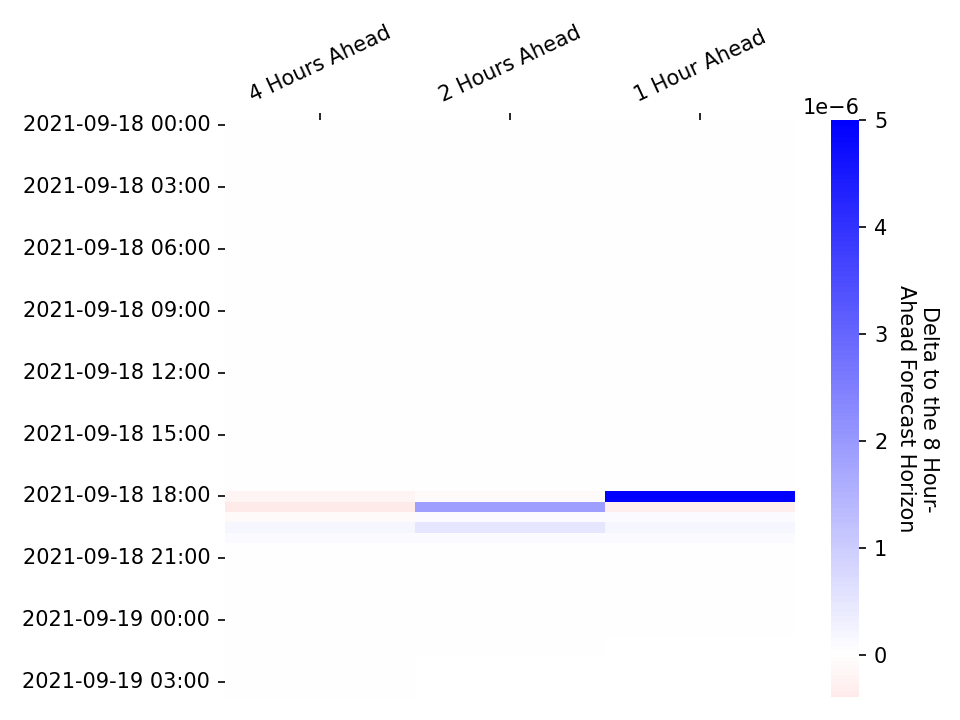 4 Hours Ahead
2 Hours Ahead
1 Hour Ahead
2021-09-18 00:00
2021-09-18 03:00
2021-09-18 06:00
2021-09-18 09:00
2021-09-18 12:00
2021-09-18 15:00
2021-09-18 18:00
2021-09-18 21:00
2021-09-19 00:00
2021-09-19 03:00
1e−6
5
4
3
2
1
0
Delta to the 8 Hour-
Ahead Forecast Horizon